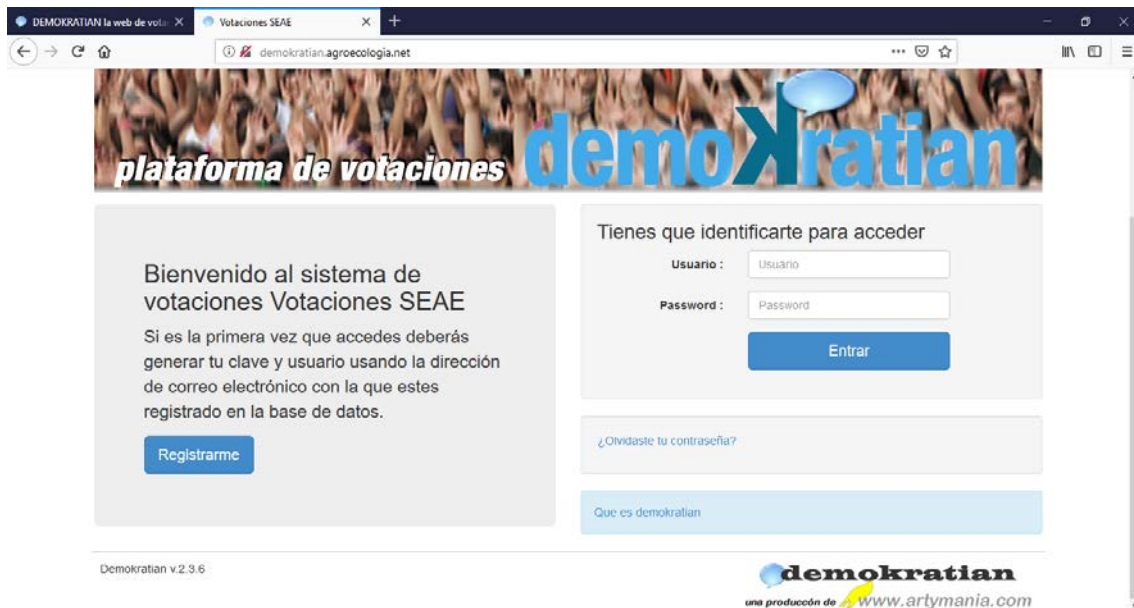 DEMOKRATIAN la web de vota
Votaciones SEAE
demokratian.agroecologia.net
plataforma de votaciones demoKratian
Bienvenido al sistema de
votaciones Votaciones SEAE
Si es la primera vez que accedes deberás
generar tu clave y usuario usando la dirección
de correo electrónico con la que estes
registrado en la base de datos.
Registrarme
Tienes que identificarte para acceder
Usuario : Usuario
Password : Password
Entrar
¿Olvidaste tu contraseña?
Que es demokratian
Demokratian v.2.3.6
demokratian
una produccón de www.artymania.com